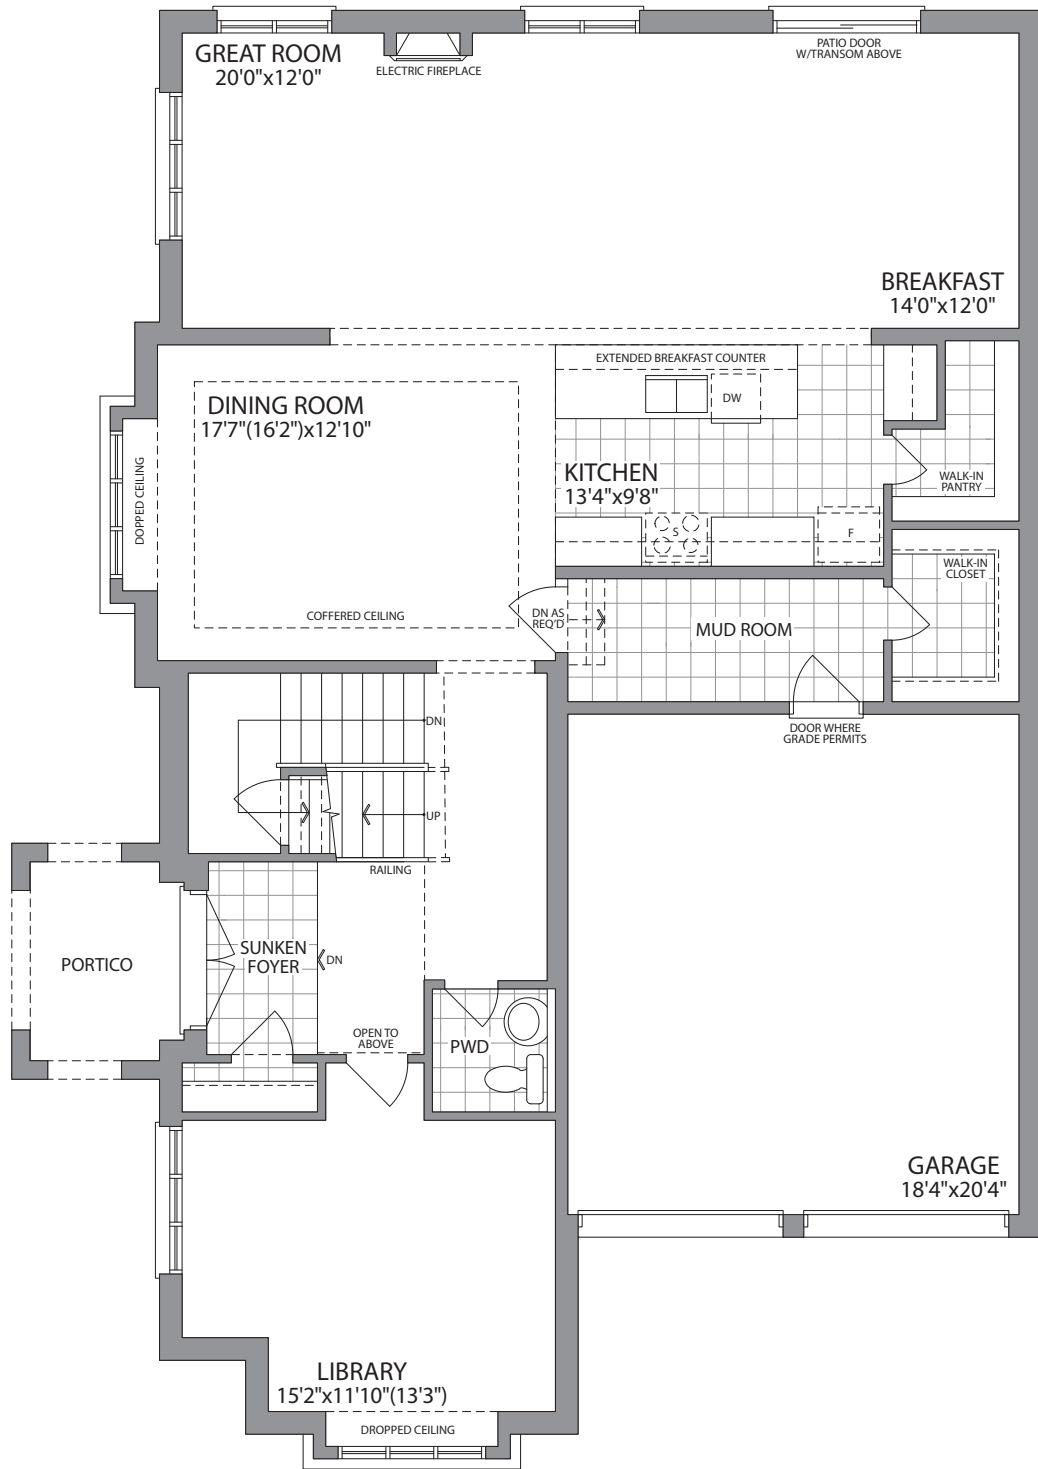 GREAT ROOM
20'0"x12'0"
ELECTRIC FIREPLACE
PATIO DOOR
W/TRANSOM ABOVE
BREAKFAST
14'0"x12'0"
EXTENDED BREAKFAST COUNTER
DW
DINING ROOM
17'7"(16'2")x12'10"
KITCHEN
13'4"x9'8"
WALK-IN
PANTRY
DOPPED CEILING
S
F
WALK-IN
CLOSET
COFFERED CEILING
DN AS
REQ'D
MUD ROOM
DN
DOOR WHERE
GRADE PERMITS
UP
RAILING
SUNKEN
FOYER
DN
PORTICO
OPEN TO
ABOVE
PWD
GARAGE
18'4"x20'4"
LIBRARY
15'2"x11'10"(13'3")
DROPPED CEILING